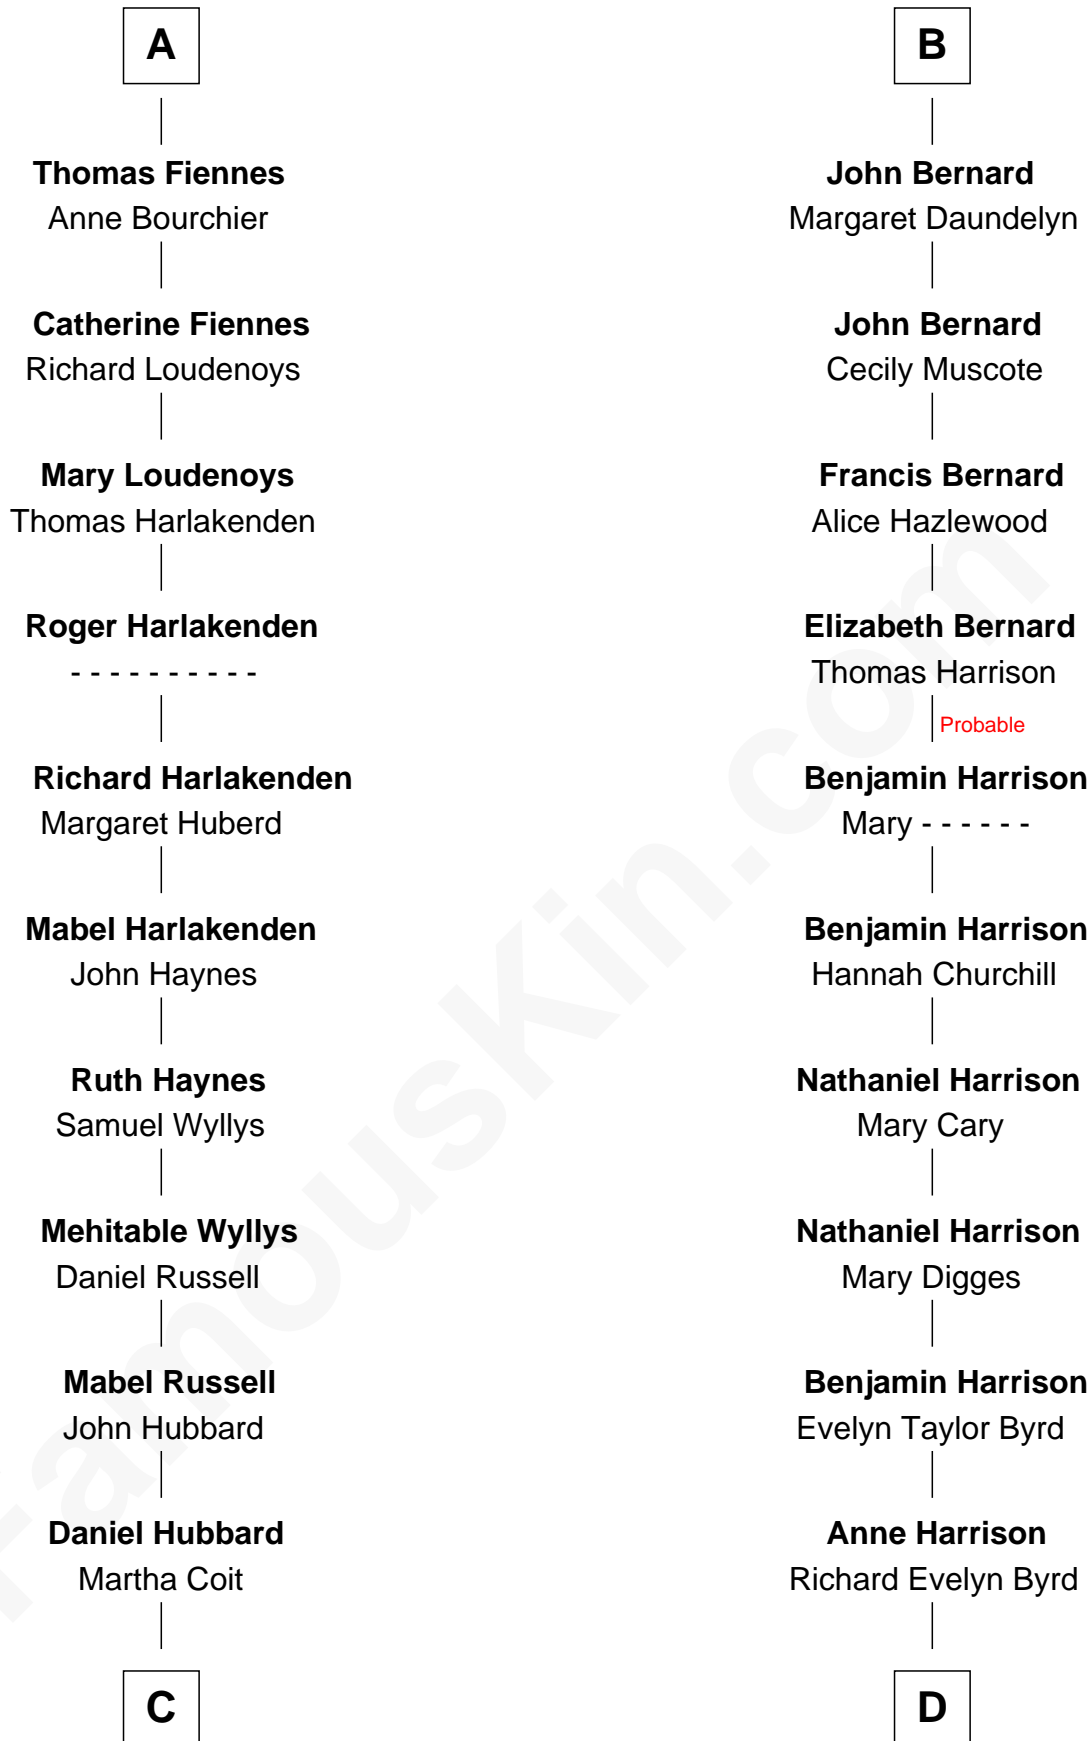 A
Thomas Fiennes
Anne Bourchier
Catherine Fiennes
Richard Loudenoys
Mary Loudenoys
Thomas Harlakenden
Roger Harlakenden
- - - - - - - - - -
Richard Harlakenden
Margaret Huberd
Mabel Harlakenden
John Haynes
Ruth Haynes
Samuel Wyllys
Mehitable Wyllys
Daniel Russell
Mabel Russell
John Hubbard
Daniel Hubbard
Martha Coit
C
B
John Bernard
Margaret Daundelyn
John Bernard
Cecily Muscote
Francis Bernard
Alice Hazlewood
Elizabeth Bernard
Thomas Harrison
Probable
Benjamin Harrison
Mary - - - - - -
Benjamin Harrison
Hannah Churchill
Nathaniel Harrison
Mary Cary
Nathaniel Harrison
Mary Digges
Benjamin Harrison
Evelyn Taylor Byrd
Anne Harrison
Richard Evelyn Byrd
D
FamousKin.com